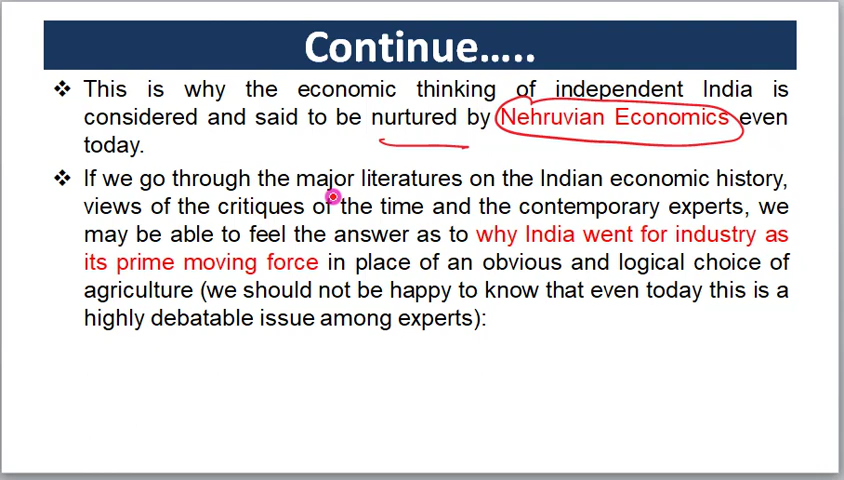 Continue…..
❖ This is why the economic thinking of independent India is
considered and said to be nurtured by Nehruvian Economics even
today.
❖ If we go through the major literatures on the Indian economic history,
views of the critiques of the time and the contemporary experts, we
may be able to feel the answer as to why India went for industry as
its prime moving force in place of an obvious and logical choice of
agriculture (we should not be happy to know that even today this is a
highly debatable issue among experts):